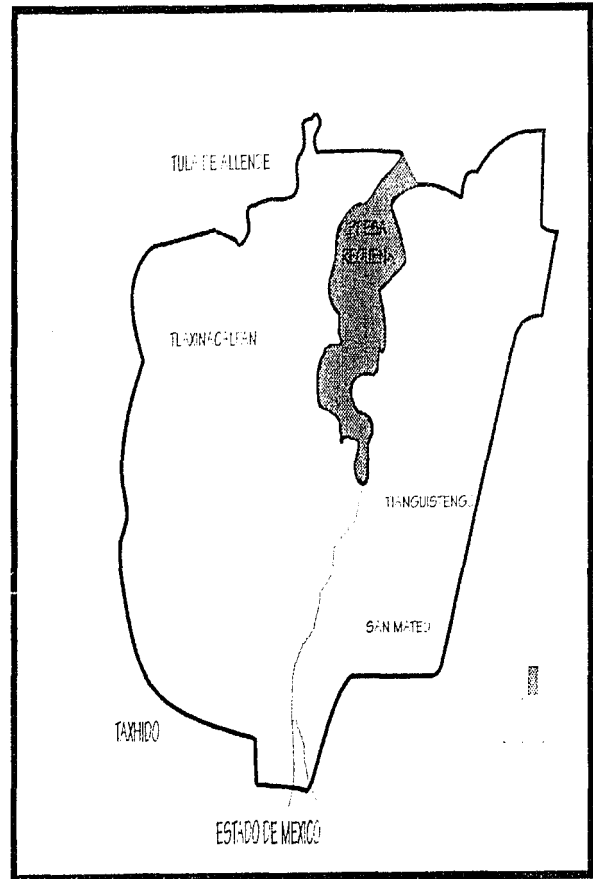 TULA DE ALLENDE
PRESA
REQUENA
TLAXINACALPAN
TIANGUISTENGO
SAN MATEO
TAXHIDO
ESTADO DE MEXICO